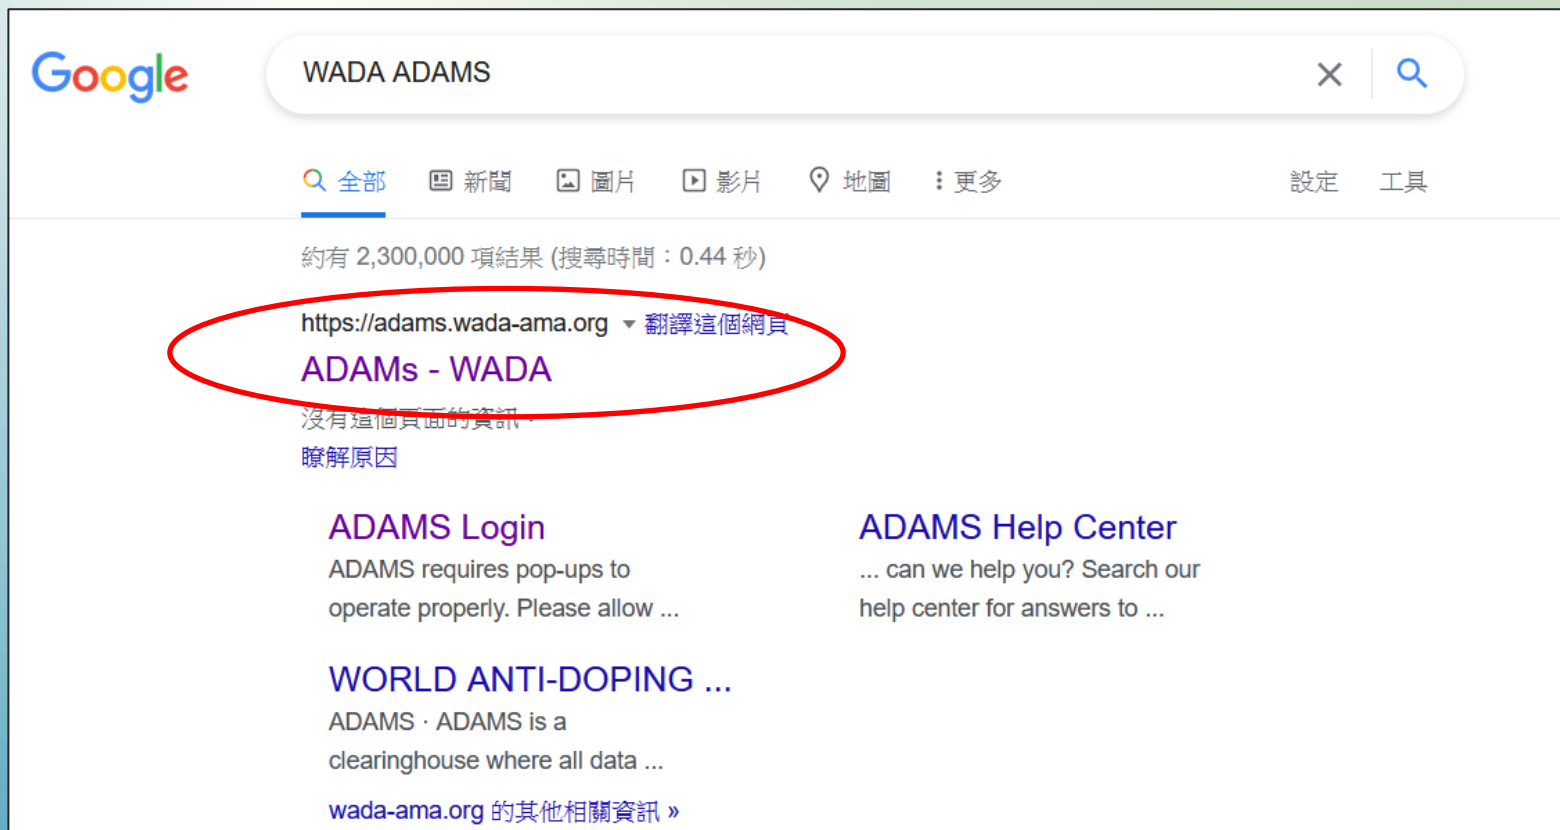 Google
WADA ADAMS
全部 新聞 圖片 影片 地圖 更多 設定 工具
約有 2,300,000 項結果 (搜尋時間：0.44 秒)
https://adams.wada-ama.org 翻譯這個網頁
ADAMs - WADA
沒有這個頁面的資訊。
瞭解原因
ADAMS Login
ADAMS requires pop-ups to
operate properly. Please allow ...
ADAMS Help Center
... can we help you? Search our
help center for answers to ...
WORLD ANTI-DOPING ...
ADAMS · ADAMS is a
clearinghouse where all data ...
wada-ama.org 的其他相關資訊 »